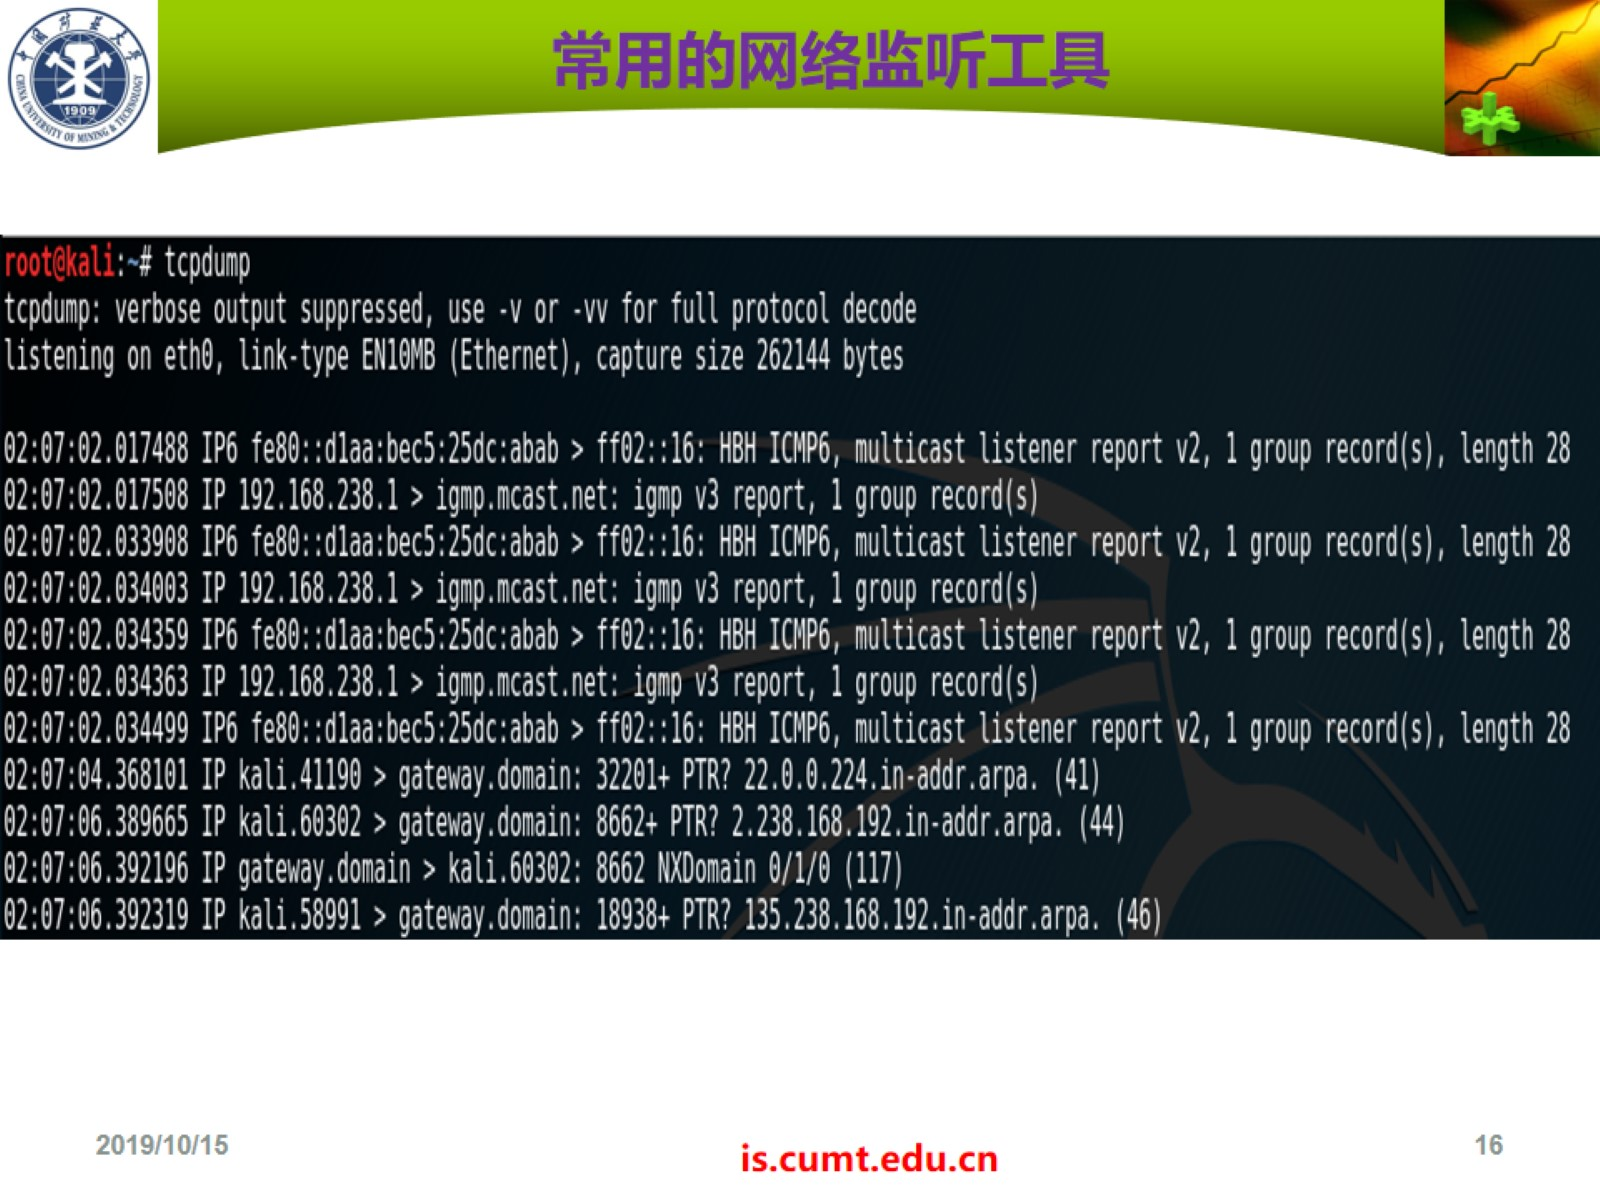 中国矿业大学
CHINA UNIVERSITY OF MINING & TECHNOLOGY
1909
常用的网络监听工具
root@kali:~# tcpdump
tcpdump: verbose output suppressed, use -v or -vv for full protocol decode
listening on eth0, link-type EN10MB (Ethernet), capture size 262144 bytes
02:07:02.017488 IP6 fe80::d1aa:bec5:25dc:abab > ff02::16: HBH ICMP6, multicast listener report v2, 1 group record(s), length 28
02:07:02.017508 IP 192.168.238.1 > igmp.mcast.net: igmp v3 report, 1 group record(s)
02:07:02.033908 IP6 fe80::d1aa:bec5:25dc:abab > ff02::16: HBH ICMP6, multicast listener report v2, 1 group record(s), length 28
02:07:02.034003 IP 192.168.238.1 > igmp.mcast.net: igmp v3 report, 1 group record(s)
02:07:02.034359 IP6 fe80::d1aa:bec5:25dc:abab > ff02::16: HBH ICMP6, multicast listener report v2, 1 group record(s), length 28
02:07:02.034363 IP 192.168.238.1 > igmp.mcast.net: igmp v3 report, 1 group record(s)
02:07:02.034499 IP6 fe80::d1aa:bec5:25dc:abab > ff02::16: HBH ICMP6, multicast listener report v2, 1 group record(s), length 28
02:07:04.368101 IP kali.41190 > gateway.domain: 32201+ PTR? 22.0.0.224.in-addr.arpa. (41)
02:07:06.389665 IP kali.60302 > gateway.domain: 8662+ PTR? 2.238.168.192.in-addr.arpa. (44)
02:07:06.392196 IP gateway.domain > kali.60302: 8662 NXDomain 0/1/0 (117)
02:07:06.392319 IP kali.58991 > gateway.domain: 18938+ PTR? 135.238.168.192.in-addr.arpa. (46)
2019/10/15
is.cumt.edu.cn
16